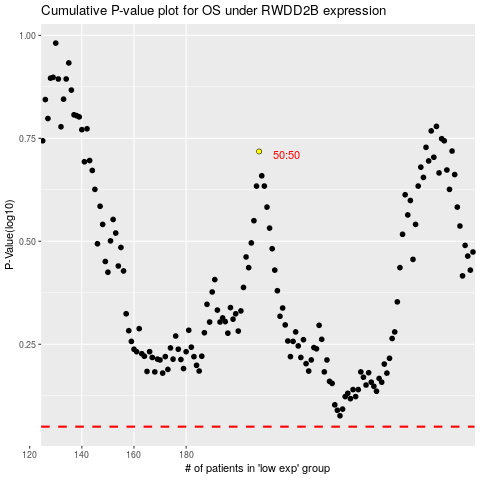 Cumulative P-value plot for OS under RWDD2B expression
1.00
0.75
0.50
0.25
P-Value(log10)
50:50
120 140 160 180
# of patients in 'low exp' group